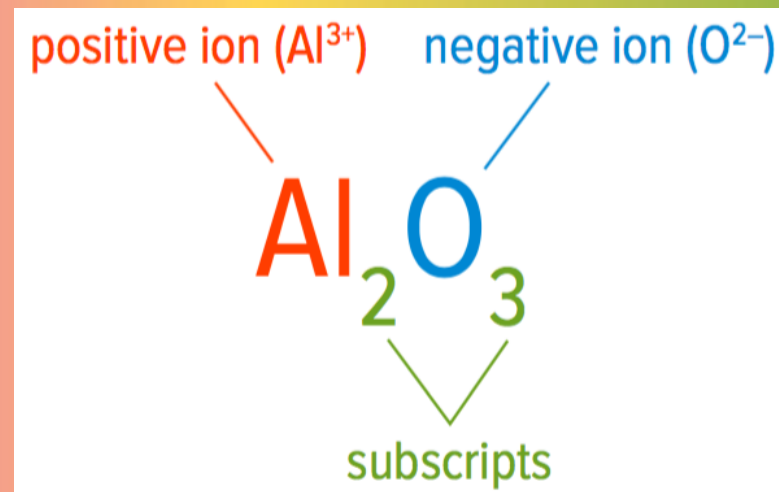 positive ion (Al³⁺) negative ion (O²⁻)
Al₂O₃
subscripts